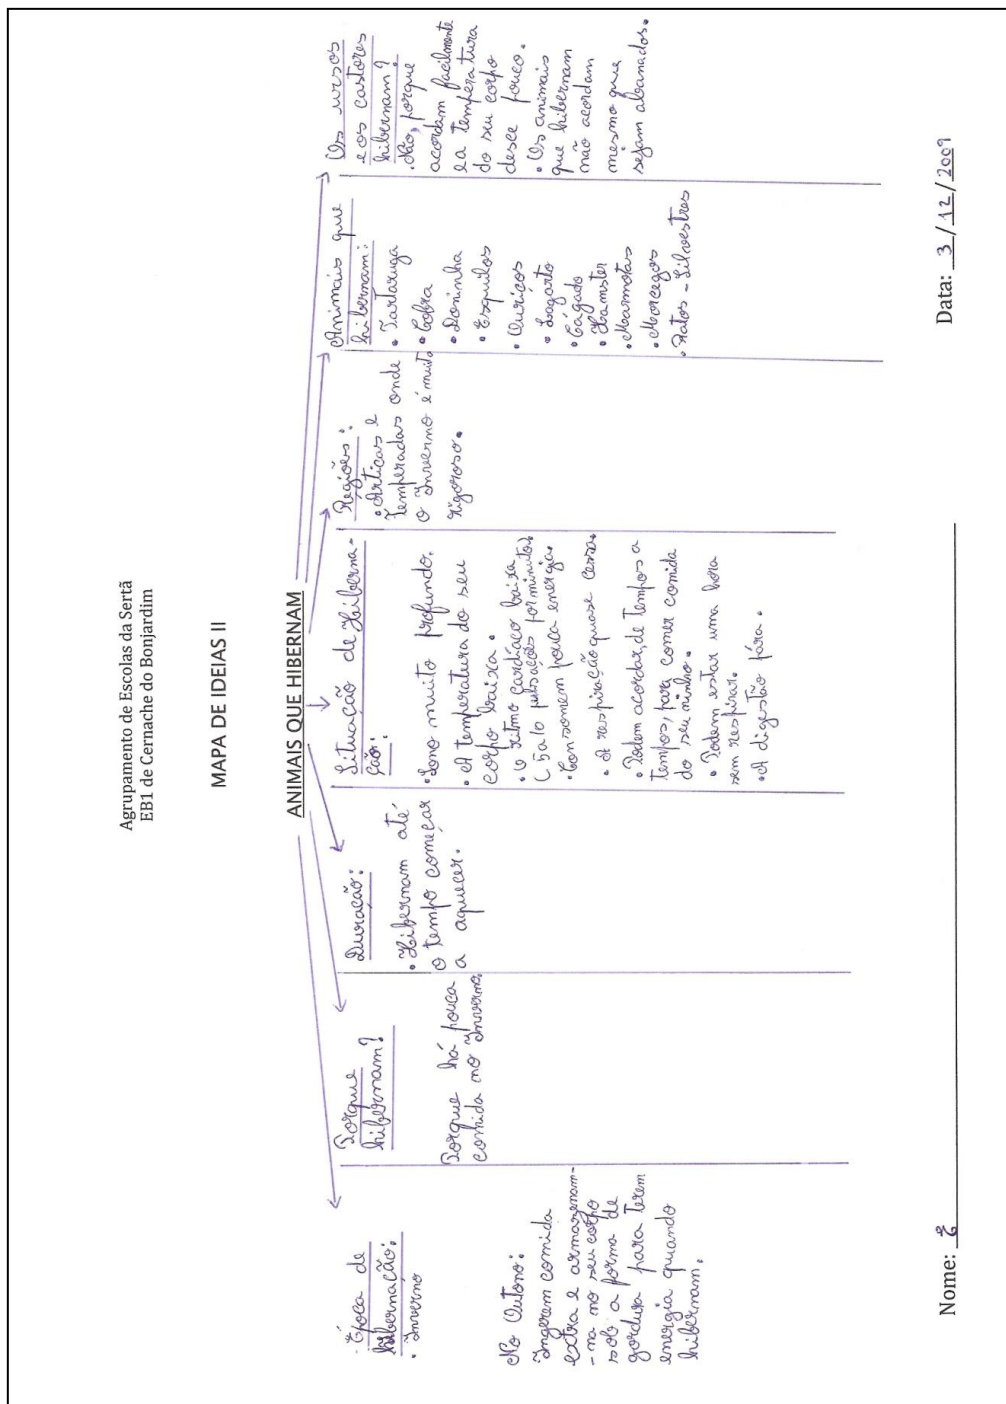 Agrupamento de Escolas da Sertã
EB1 de Cernache do Bonjardim
MAPA DE IDEIAS II
ANIMAIS QUE HIBERNAM
Época de
hibernação:
• Inverno
No Outono:
Ingerem comida
extra e armazenam-
-na no seu corpo
sob a forma de
gordura para terem
energia quando
hibernam.
Porque
hibernam?
Porque há pouca
comida no Inverno.
Duração:
• Hibernam até
o tempo começar
a aquecer.
Situação de Hiberna-
ção:
• Sono muito profundo.
• A temperatura do seu
corpo baixa.
• O ritmo cardíaco baixa
(5 a 10 pulsações por minuto).
• Consomem pouca energia.
• A respiração quase cessa.
• Podem acordar, de tempos a
tempos, para comer comida
do seu ninho.
• Podem estar uma hora
sem respirar.
• A digestão pára.
Regiões:
• Árticas e
Temperadas onde
o Inverno é muito
rigoroso.
Animais que
hibernam:
• Tartaruga
• Cobra
• Doninha
• Esquilos
• Ouriços
• Lagarto
• Cágado
• Hamster
• Marmotas
• Morcegos
• Ratos - Silvestres
Os ursos
e os castores
hibernam?
• Não, porque
acordam facilmente
e a temperatura
do seu corpo
desce pouco.
• Os animais
que hibernam
não acordam
mesmo que
sejam abanados.
Nome: 8
Data: 3/12/2009